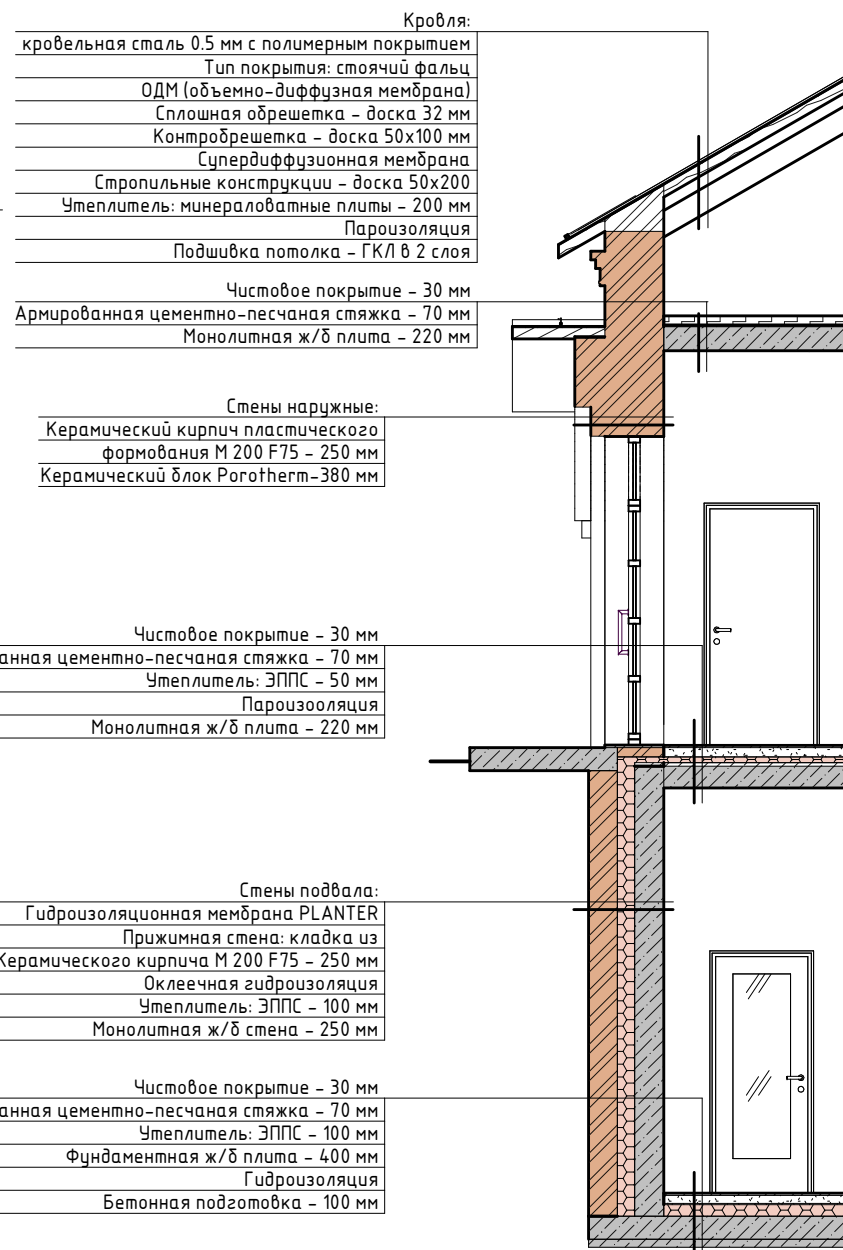 Кровля:
кровельная сталь 0.5 мм с полимерным покрытием
Тип покрытия: стоячий фальц
ОДМ (объемно-диффузная мембрана)
Сплошная обрешетка - доска 32 мм
Контробрешетка - доска 50х100 мм
Супердиффузионная мембрана
Стропильные конструкции - доска 50х200
Утеплитель: минераловатные плиты - 200 мм
Пароизоляция
Подшивка потолка - ГКЛ в 2 слоя
Чистовое покрытие - 30 мм
Армированная цементно-песчаная стяжка - 70 мм
Монолитная ж/б плита - 220 мм
Стены наружные:
Керамический кирпич пластического
формования М 200 F75 - 250 мм
Керамический блок Porotherm-380 мм
Чистовое покрытие - 30 мм
анная цементно-песчаная стяжка - 70 мм
Утеплитель: ЭППС - 50 мм
Пароизооляция
Монолитная ж/б плита - 220 мм
Стены подвала:
Гидроизоляционная мембрана PLANTER
Прижимная стена: кладка из
Керамического кирпича М 200 F75 - 250 мм
Оклеечная гидроизоляция
Утеплитель: ЭППС - 100 мм
Монолитная ж/б стена - 250 мм
Чистовое покрытие - 30 мм
анная цементно-песчаная стяжка - 70 мм
Утеплитель: ЭППС - 100 мм
Фундаментная ж/б плита - 400 мм
Гидроизоляция
Бетонная подготовка - 100 мм